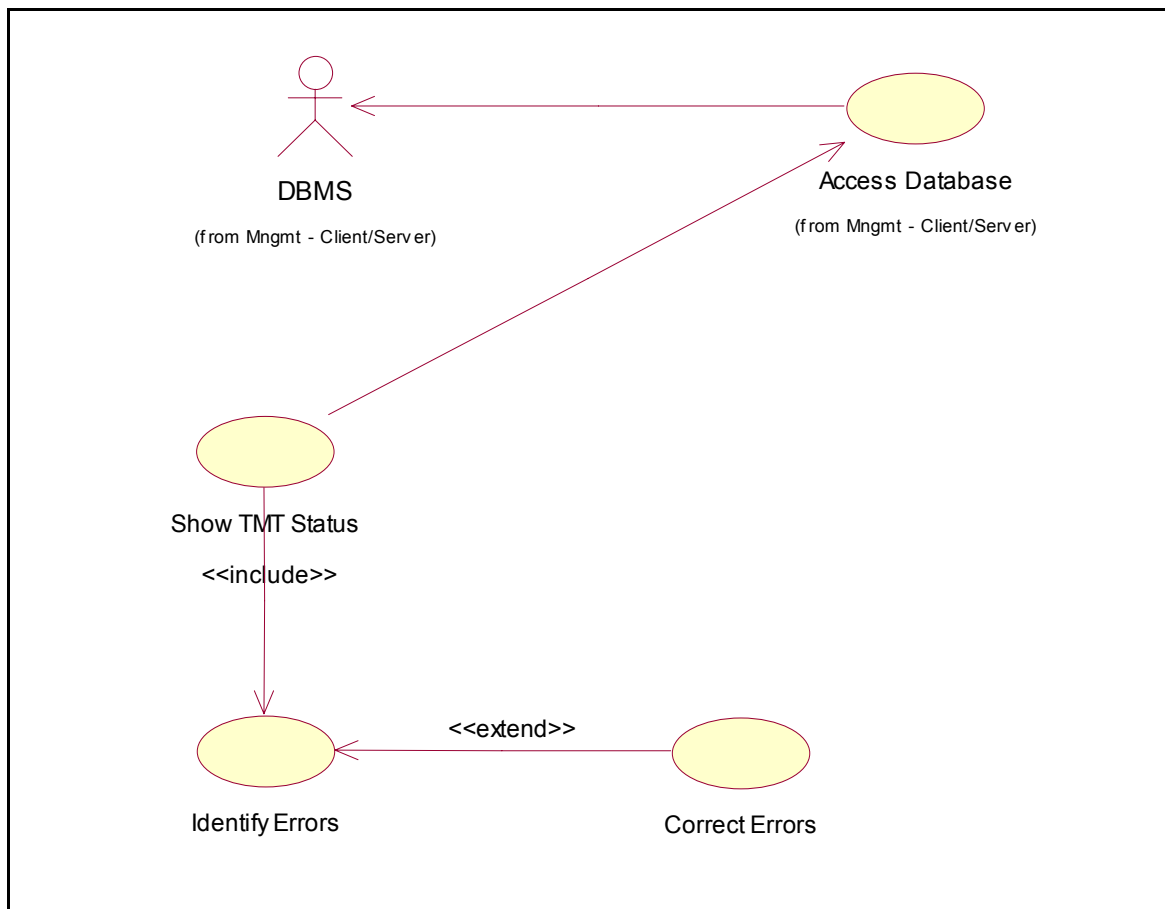 DBMS
(from Mngmt - Client/Server)
Access Database
(from Mngmt - Client/Server)
Show TMT Status
<<include>>
<<extend>>
Identify Errors
Correct Errors